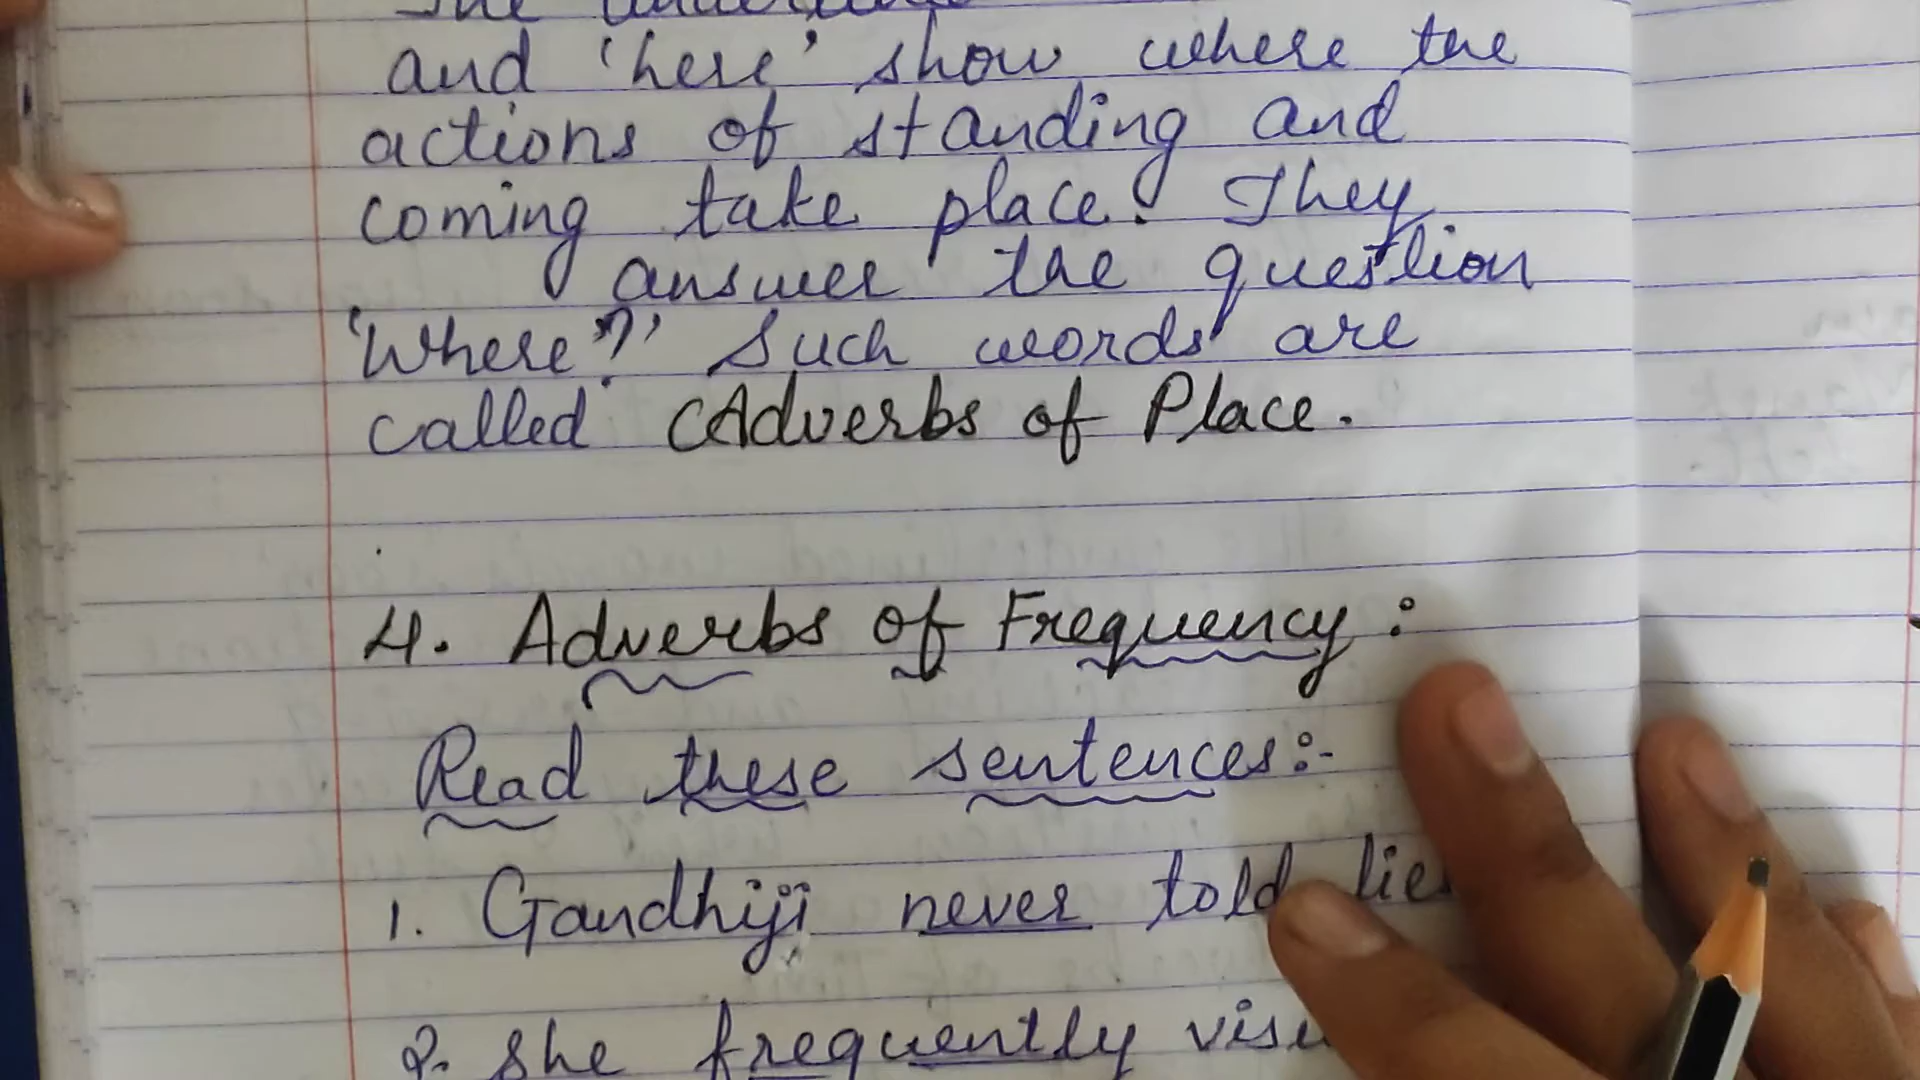 The
and 'here' show where the
actions of standing and
coming take place. They
answer the question
'Where?' Such words are
called Adverbs of Place.
4. Adverbs of Frequency:
Read these sentences:-
1. Gandhiji never told
2. She frequently